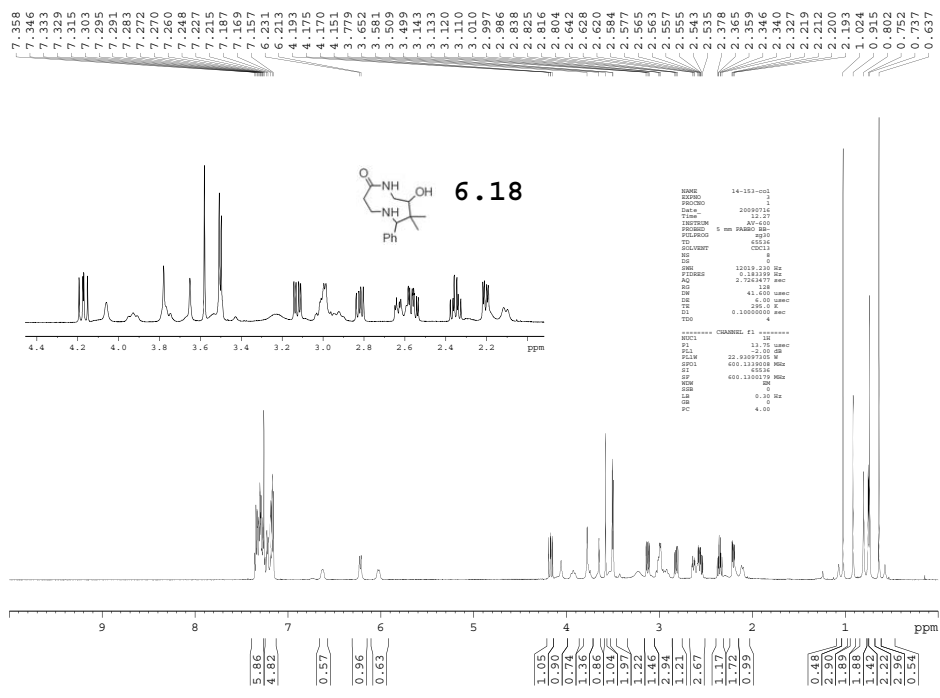 7.358 7.346 7.333 7.329 7.315 7.303 7.295 7.291 7.283 7.272 7.270 7.260 7.248 7.227 7.215 7.187 7.169 7.157 6.231 6.213 4.193 4.175 4.170 4.151 3.779 3.652 3.581 3.509 3.499 3.143 3.133 3.120 3.110 3.010 2.997 2.986 2.838 2.825 2.816 2.804 2.642 2.628 2.620 2.584 2.577 2.565 2.563 2.557 2.555 2.543 2.535 2.378 2.365 2.359 2.346 2.340 2.327 2.219 2.212 2.200 2.193 1.024 0.915 0.802 0.752 0.737 0.637
O
NH
OH
6.18
NH
Ph
NAME 14-153-col
EXPNO 3
PROCNO 1
Date_ 20090716
Time 12.27
INSTRUM AV-600
PROBHD 5 mm PABBO BB-
PULPROG zg30
TD 65536
SOLVENT CDCl3
NS 8
DS 0
SWH 12019.230 Hz
FIDRES 0.183399 Hz
AQ 2.7263477 sec
RG 128
DW 41.600 usec
DE 6.00 usec
TE 295.0 K
D1 0.10000000 sec
TD0 4
======== CHANNEL f1 ========
NUC1 1H
P1 13.75 usec
PL1 -2.00 dB
PL1W 22.93097305 W
SFO1 600.1339008 MHz
SI 65536
SF 600.1300179 MHz
WDW EM
SSB 0
LB 0.30 Hz
GB 0
PC 4.00
4.4 4.2 4.0 3.8 3.6 3.4 3.2 3.0 2.8 2.6 2.4 2.2 ppm
9 8 7 6 5 4 3 2 1 ppm
5.86 4.82 0.57 0.96 0.63 1.05 0.90 0.74 1.36 0.86 1.04 1.97 1.22 1.46 2.94 1.21 2.67 1.17 1.72 0.99 0.48 2.90 1.89 1.88 1.42 2.22 2.96 0.54